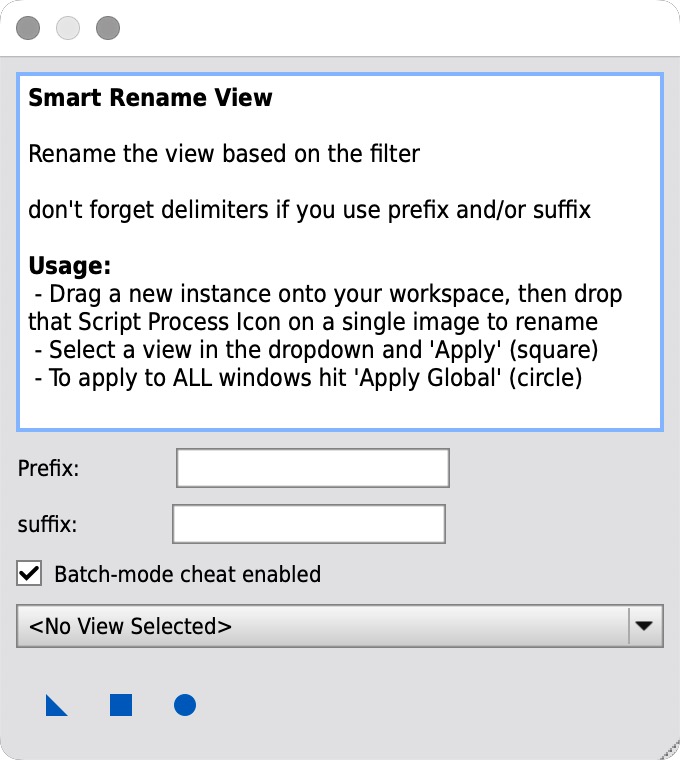 Smart Rename View
Rename the view based on the filter
don't forget delimiters if you use prefix and/or suffix
Usage:
- Drag a new instance onto your workspace, then drop
that Script Process Icon on a single image to rename
- Select a view in the dropdown and 'Apply' (square)
- To apply to ALL windows hit 'Apply Global' (circle)
Prefix:
suffix:
Batch-mode cheat enabled
<No View Selected>